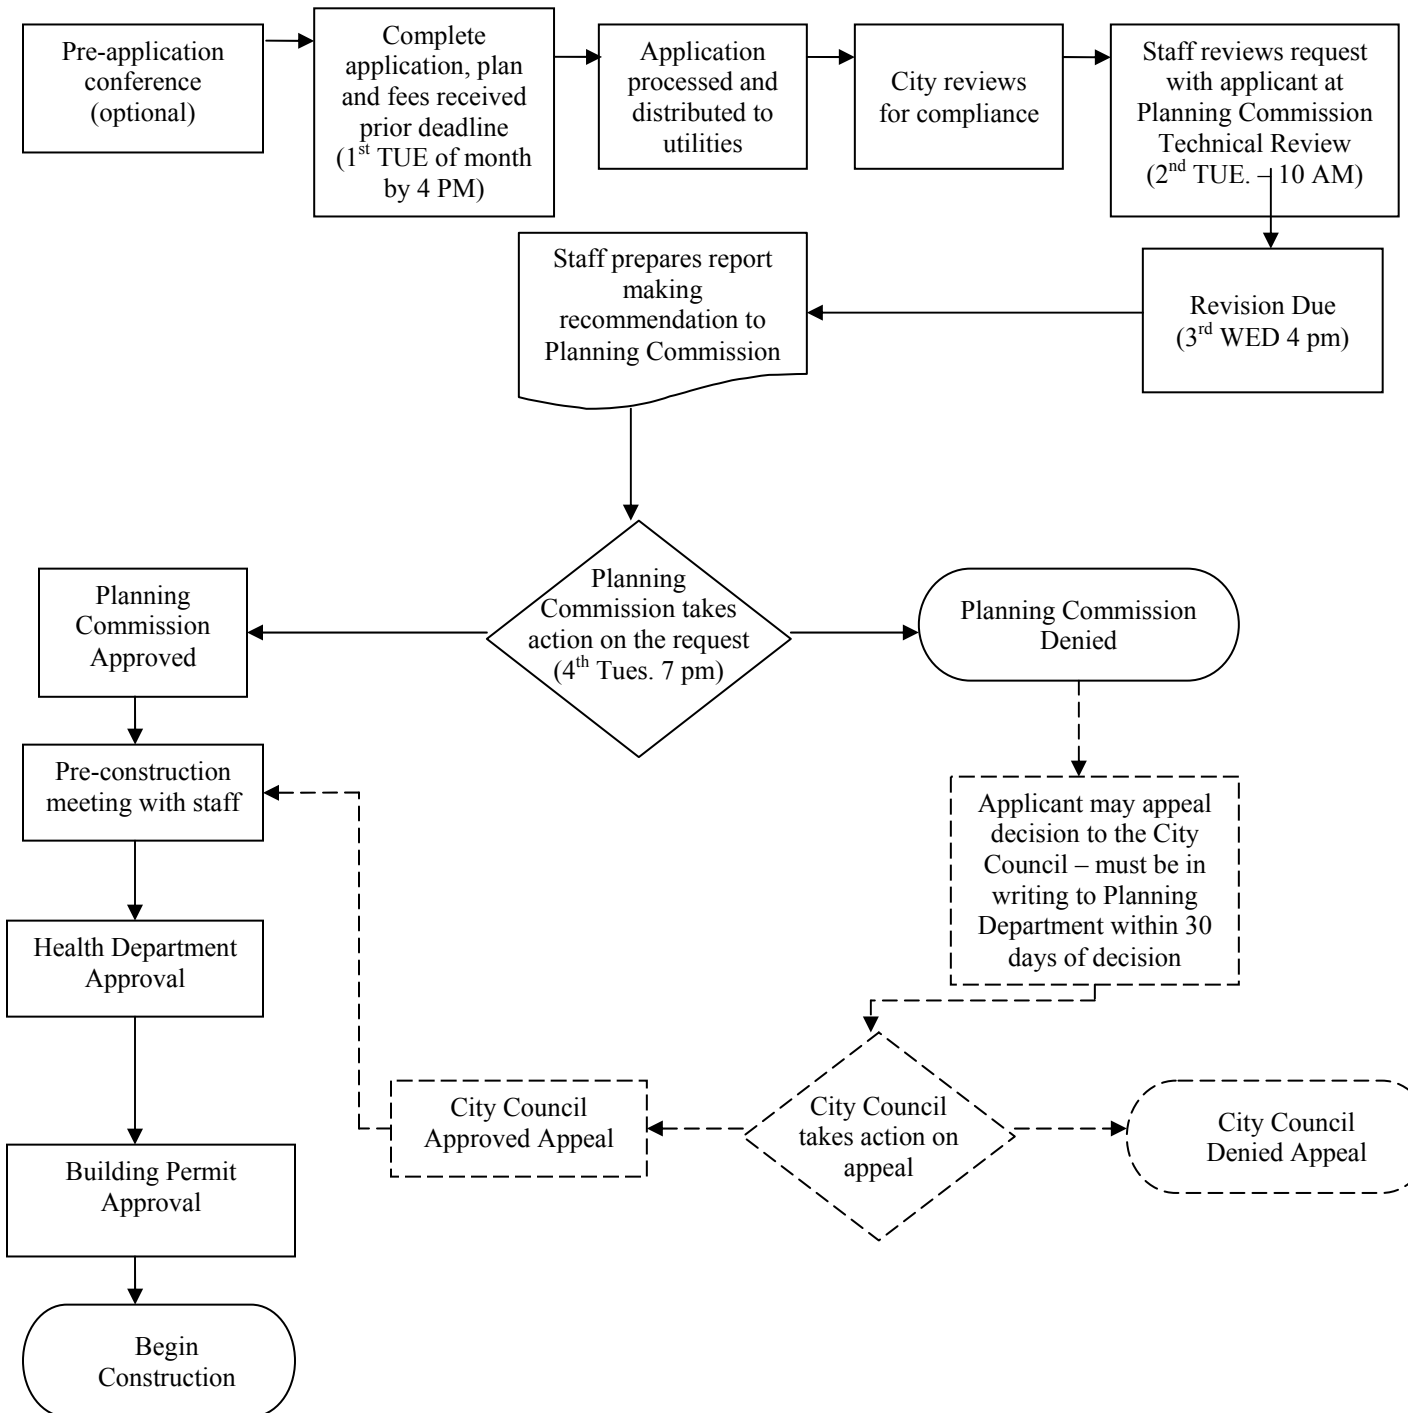 Pre-application
conference
(optional)
Complete
application, plan
and fees received
prior deadline
(1st TUE of month
by 4 PM)
Application
processed and
distributed to
utilities
City reviews
for compliance
Staff reviews request
with applicant at
Planning Commission
Technical Review
(2nd TUE. – 10 AM)
Staff prepares report
making
recommendation to
Planning Commission
Revision Due
(3rd WED 4 pm)
Planning
Commission takes
action on the request
(4th Tues. 7 pm)
Planning
Commission
Approved
Planning Commission
Denied
Pre-construction
meeting with staff
Applicant may appeal
decision to the City
Council – must be in
writing to Planning
Department within 30
days of decision
Health Department
Approval
City Council
takes action on
appeal
City Council
Approved Appeal
City Council
Denied Appeal
Building Permit
Approval
Begin
Construction